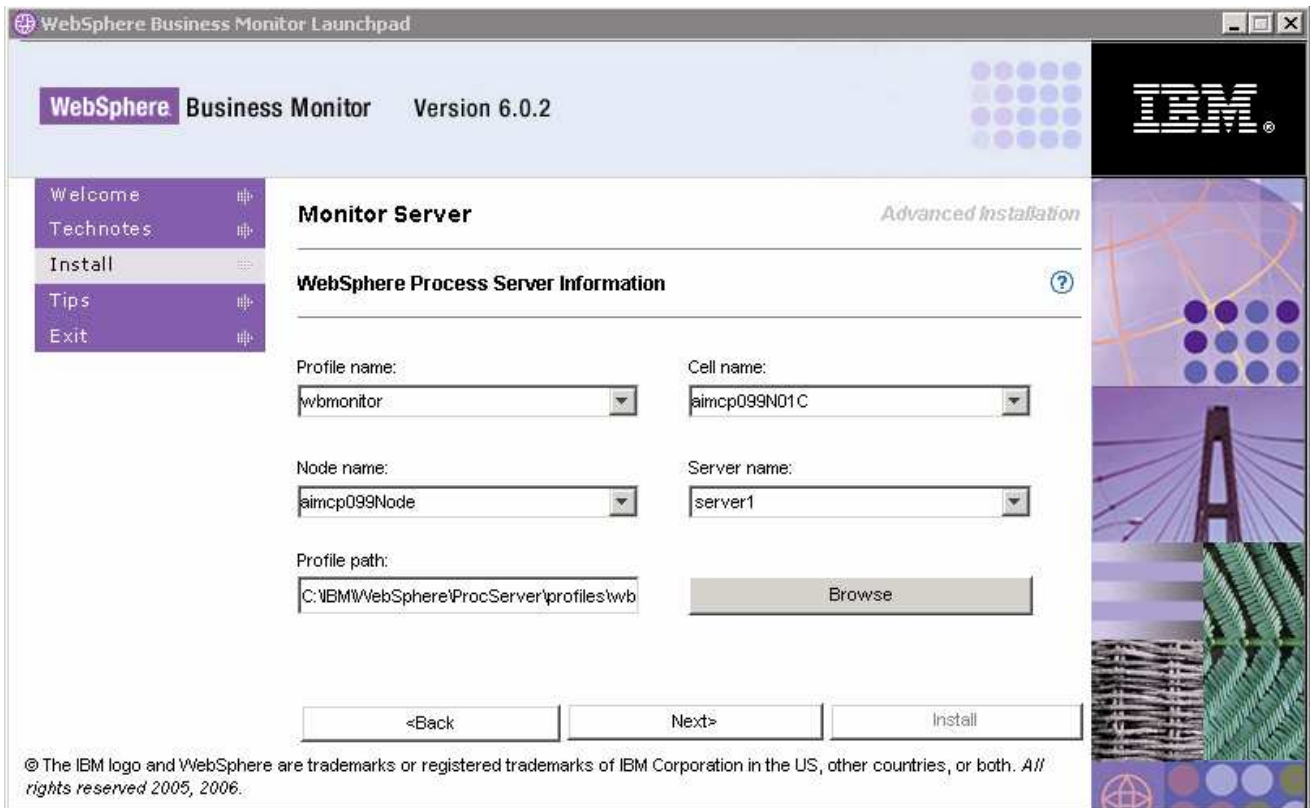 WebSphere Business Monitor Launchpad
WebSphere Business Monitor Version 6.0.2
IBM®
Welcome
Technotes
Install
Tips
Exit
Monitor Server
Advanced Installation
WebSphere Process Server Information
?
Profile name:
Cell name:
wbmonitor
aimcp099N01C
Node name:
Server name:
aimcp099Node
server1
Profile path:
C:\IBM\WebSphere\ProcServer\profiles\wb
Browse
<Back
Next>
Install
© The IBM logo and WebSphere are trademarks or registered trademarks of IBM Corporation in the US, other countries, or both. All
rights reserved 2005, 2006.